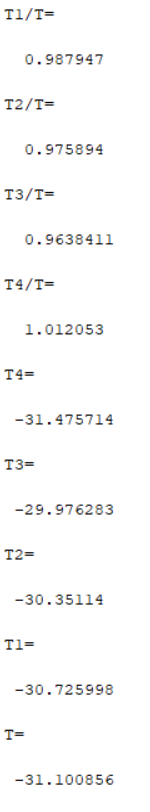 T1/T=
0.987947
T2/T=
0.975894
T3/T=
0.9638411
T4/T=
1.012053
T4=
-31.475714
T3=
-29.976283
T2=
-30.35114
T1=
-30.725998
T=
-31.100856